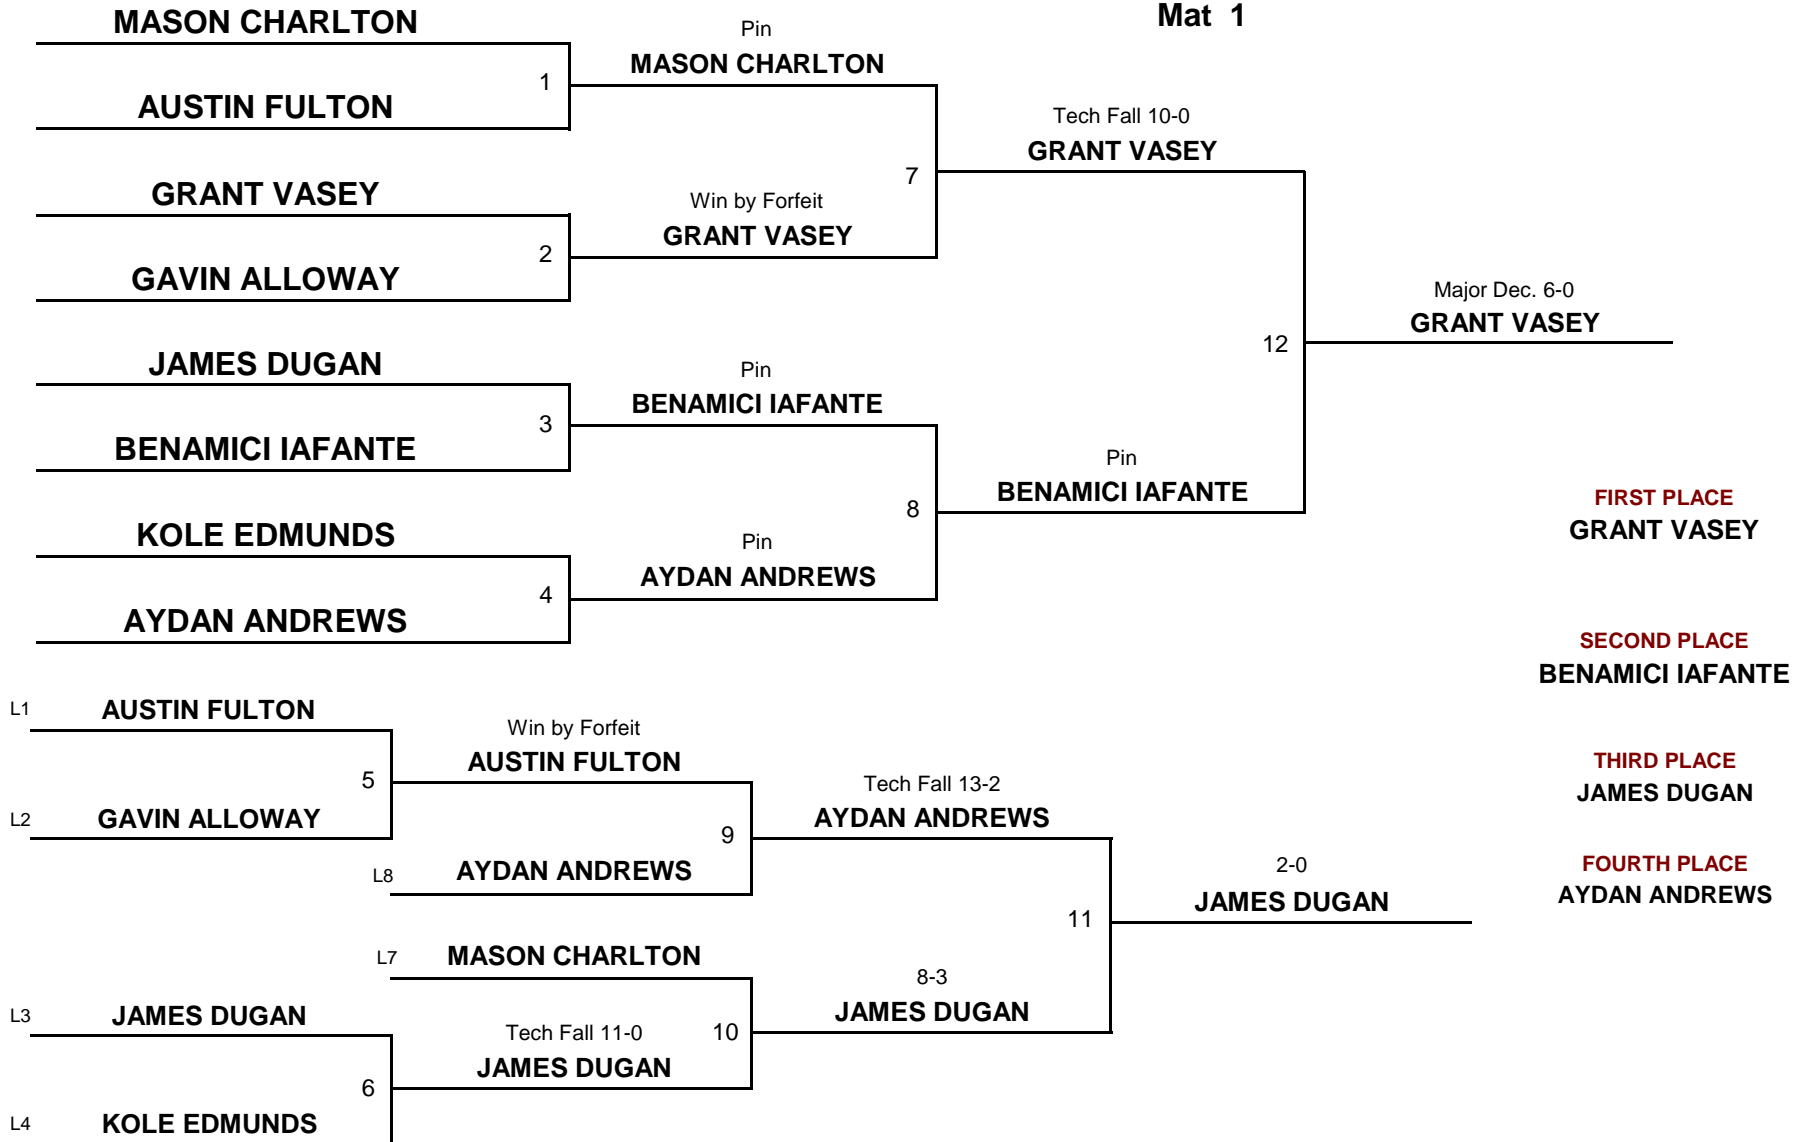 Mat 1
MASON CHARLTON
1
AUSTIN FULTON
GRANT VASEY
2
GAVIN ALLOWAY
JAMES DUGAN
3
BENAMICI IAFANTE
KOLE EDMUNDS
4
AYDAN ANDREWS
Pin
MASON CHARLTON
7
Win by Forfeit
GRANT VASEY
Pin
BENAMICI IAFANTE
8
Pin
AYDAN ANDREWS
Tech Fall 10-0
GRANT VASEY
12
Pin
BENAMICI IAFANTE
Major Dec. 6-0
GRANT VASEY
FIRST PLACE
GRANT VASEY
SECOND PLACE
BENAMICI IAFANTE
THIRD PLACE
JAMES DUGAN
FOURTH PLACE
AYDAN ANDREWS
L1 AUSTIN FULTON
5
L2 GAVIN ALLOWAY
Win by Forfeit
AUSTIN FULTON
9
L8 AYDAN ANDREWS
L7 MASON CHARLTON
10
L3 JAMES DUGAN
6
L4 KOLE EDMUNDS
Tech Fall 11-0
JAMES DUGAN
Tech Fall 13-2
AYDAN ANDREWS
11
8-3
JAMES DUGAN
2-0
JAMES DUGAN